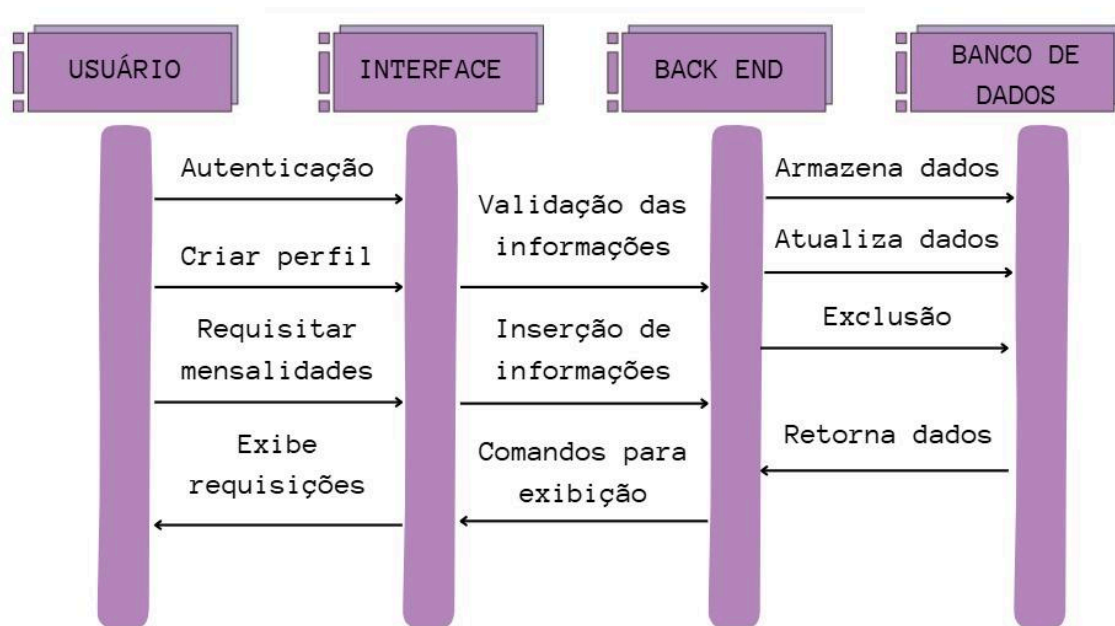 USUÁRIO
INTERFACE
BACK END
BANCO DE
DADOS
Autenticação
Criar perfil
Requisitar
mensalidades
Exibe
requisições
Validação das
informações
Inserção de
informações
Comandos para
exibição
Armazena dados
Atualiza dados
Exclusão
Retorna dados